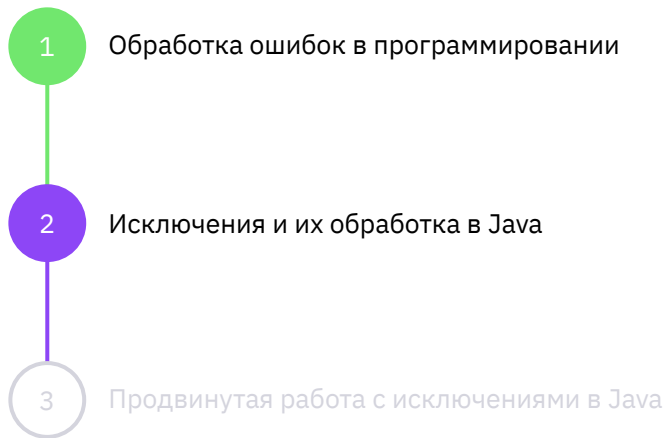 1 Обработка ошибок в программировании
2 Исключения и их обработка в Java
3 Продвинутая работа с исключениями в Java